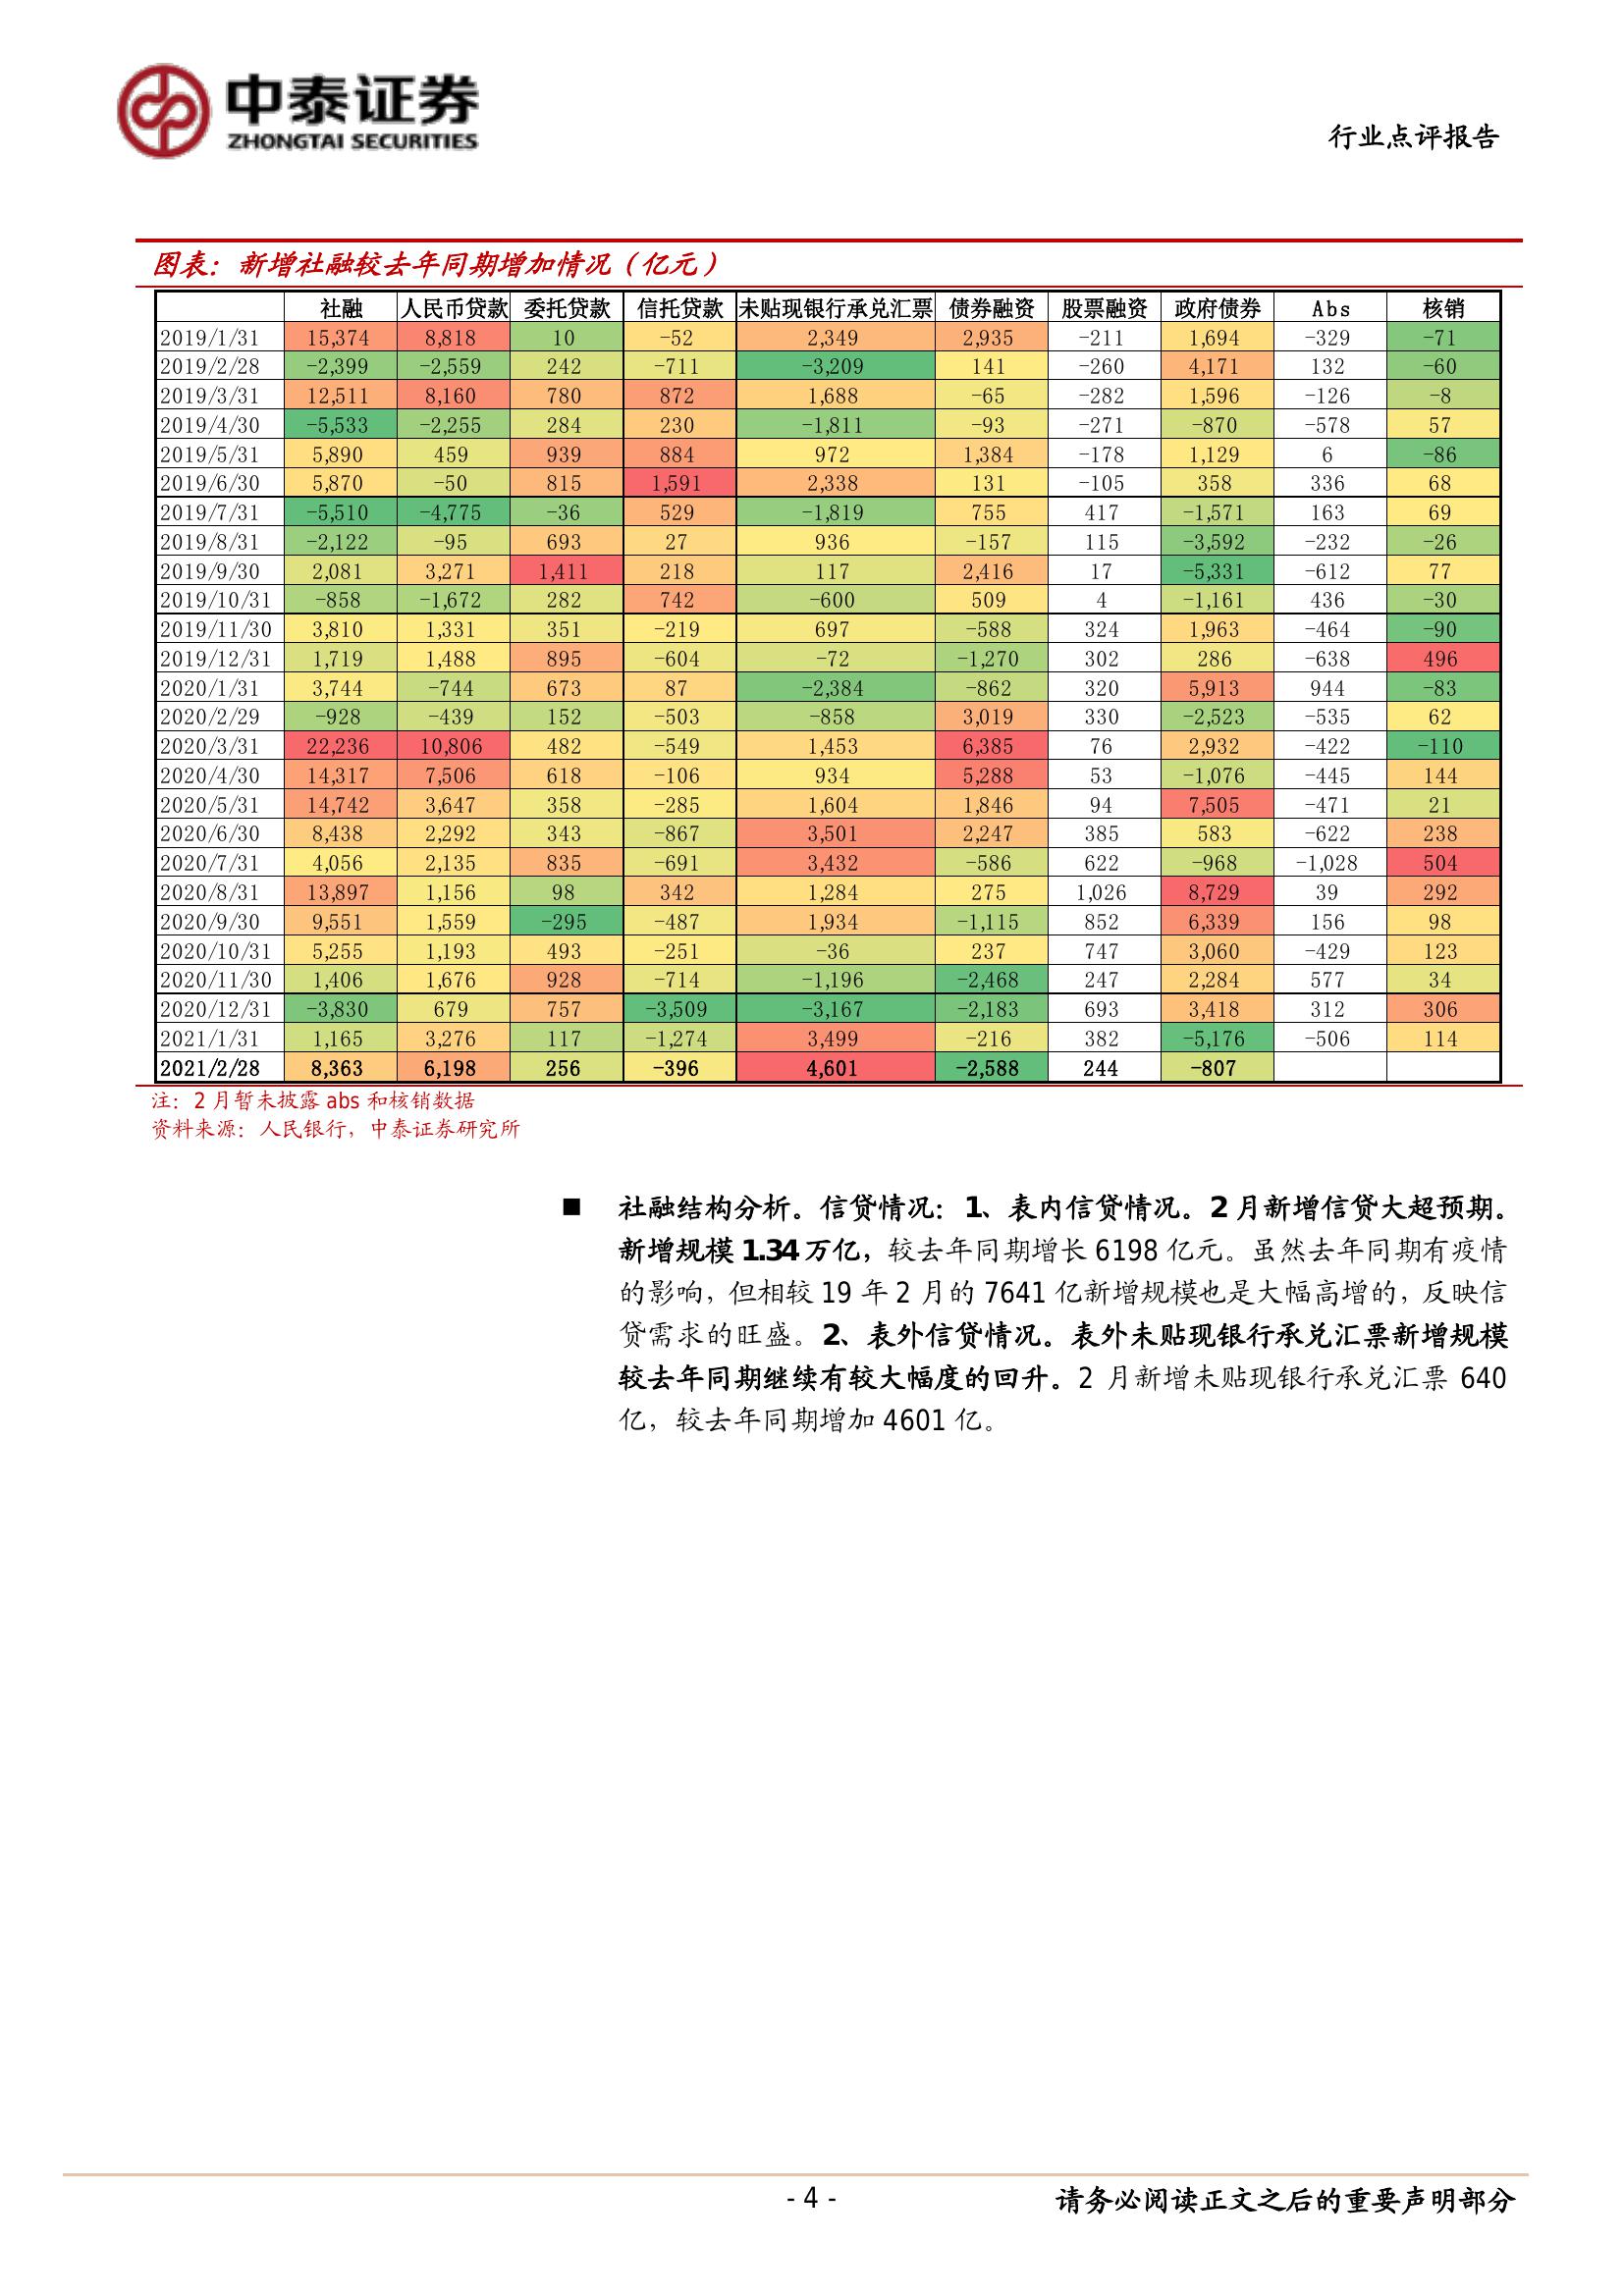 中泰证券
ZHONGTAI SECURITIES
行业点评报告
图表：新增社融较去年同期增加情况（亿元）
社融 人民币贷款 委托贷款 信托贷款 未贴现银行承兑汇票 债券融资 股票融资 政府债券 Abs 核销
2019/1/31 15,374 8,818 10 -52 2,349 2,935 -211 1,694 -329 -71
2019/2/28 -2,399 -2,559 242 -711 -3,209 141 -260 4,171 132 -60
2019/3/31 12,511 8,160 780 872 1,688 -65 -282 1,596 -126 -8
2019/4/30 -5,533 -2,255 284 230 -1,811 -93 -271 -870 -578 57
2019/5/31 5,890 459 939 884 972 1,384 -178 1,129 6 -86
2019/6/30 5,870 -50 815 1,591 2,338 131 -105 358 336 68
2019/7/31 -5,510 -4,775 -36 529 -1,819 755 417 -1,571 163 69
2019/8/31 -2,122 -95 693 27 936 -157 115 -3,592 -232 -26
2019/9/30 2,081 3,271 1,411 218 117 2,416 17 -5,331 -612 77
2019/10/31 -858 -1,672 282 742 -600 509 4 -1,161 436 -30
2019/11/30 3,810 1,331 351 -219 697 -588 324 1,963 -464 -90
2019/12/31 1,719 1,488 895 -604 -72 -1,270 302 286 -638 496
2020/1/31 3,744 -744 673 87 -2,384 -862 320 5,913 944 -83
2020/2/29 -928 -439 152 -503 -858 3,019 330 -2,523 -535 62
2020/3/31 22,236 10,806 482 -549 1,453 6,385 76 2,932 -422 -110
2020/4/30 14,317 7,506 618 -106 934 5,288 53 -1,076 -445 144
2020/5/31 14,742 3,647 358 -285 1,604 1,846 94 7,505 -471 21
2020/6/30 8,438 2,292 343 -867 3,501 2,247 385 583 -622 238
2020/7/31 4,056 2,135 835 -691 3,432 -586 622 -968 -1,028 504
2020/8/31 13,897 1,156 98 342 1,284 275 1,026 8,729 39 292
2020/9/30 9,551 1,559 -295 -487 1,934 -1,115 852 6,339 156 98
2020/10/31 5,255 1,193 493 -251 -36 237 747 3,060 -429 123
2020/11/30 1,406 1,676 928 -714 -1,196 -2,468 247 2,284 577 34
2020/12/31 -3,830 679 757 -3,509 -3,167 -2,183 693 3,418 312 306
2021/1/31 1,165 3,276 117 -1,274 3,499 -216 382 -5,176 -506 114
2021/2/28 8,363 6,198 256 -396 4,601 -2,588 244 -807
注：2 月暂未披露 abs 和核销数据
资料来源：人民银行，中泰证券研究所
■ 社融结构分析。信贷情况：1、表内信贷情况。2 月新增信贷大超预期。
新增规模 1.34 万亿，较去年同期增长 6198 亿元。虽然去年同期有疫情
的影响，但相较 19 年 2 月的 7641 亿新增规模也是大幅高增的，反映信
贷需求的旺盛。2、表外信贷情况。表外未贴现银行承兑汇票新增规模
较去年同期继续有较大幅度的回升。2 月新增未贴现银行承兑汇票 640
亿，较去年同期增加 4601 亿。
- 4 -
请务必阅读正文之后的重要声明部分